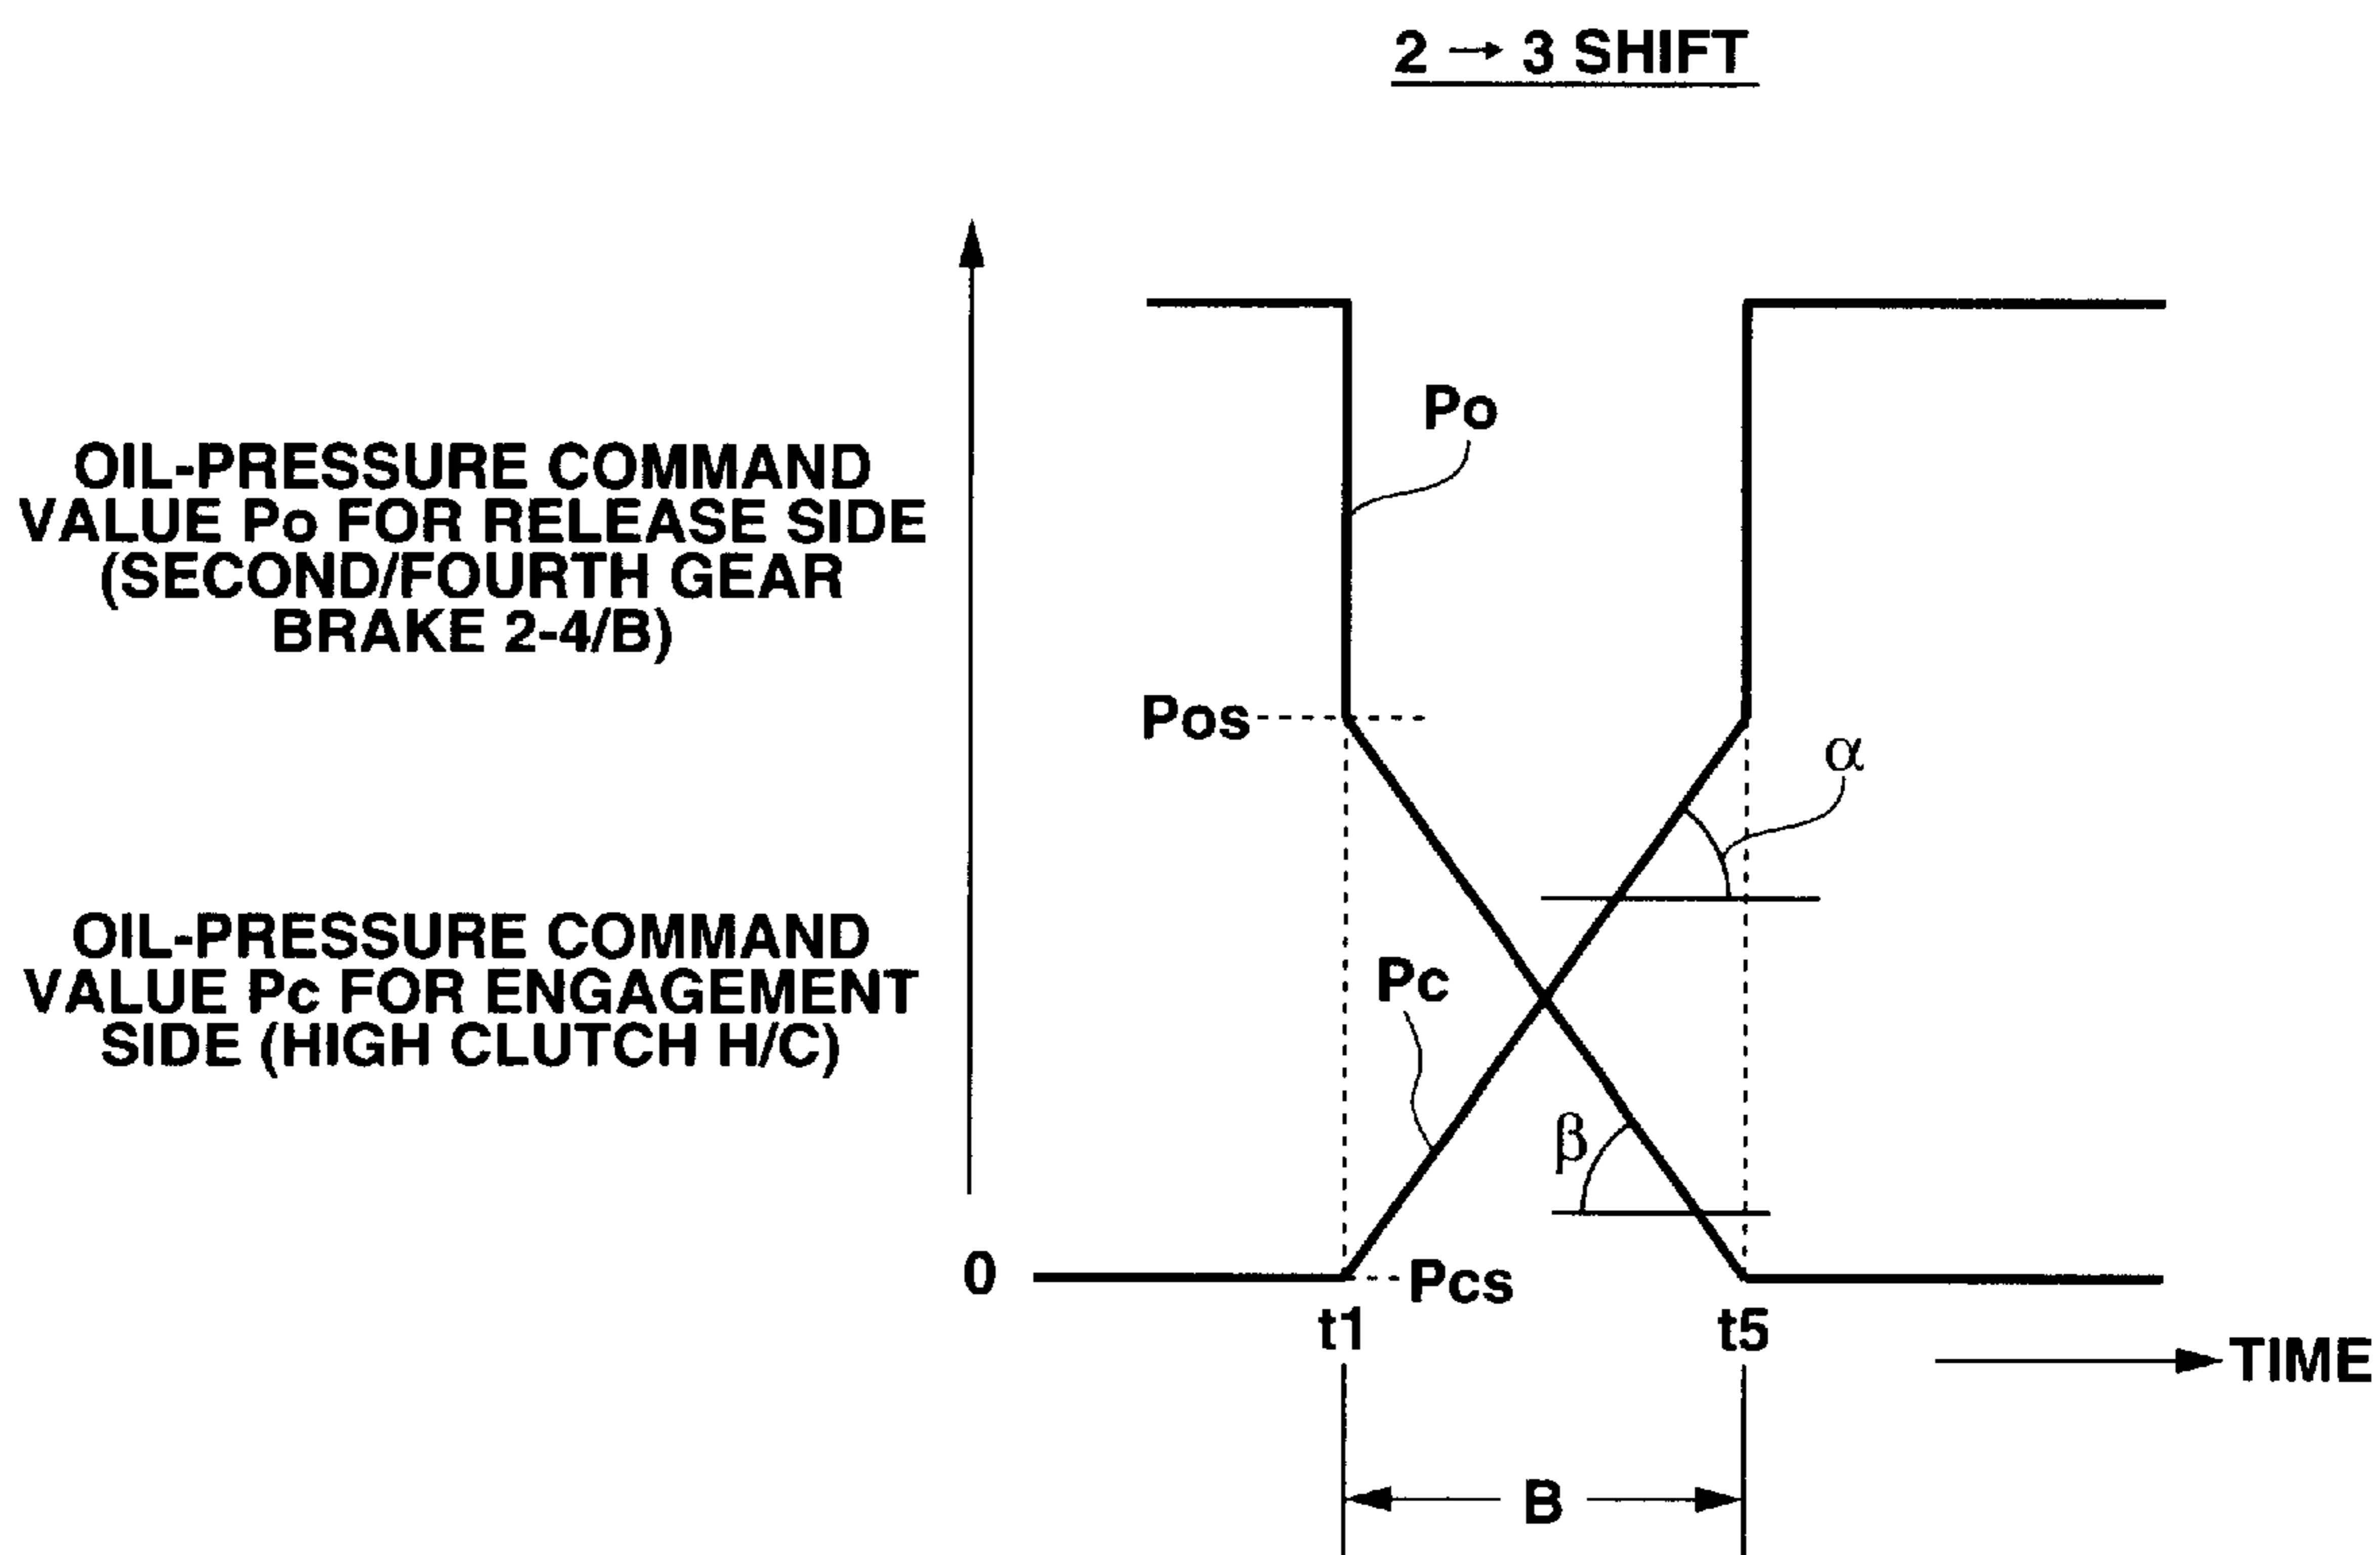 2 → 3 SHIFT
OIL-PRESSURE COMMAND
VALUE Po FOR RELEASE SIDE
(SECOND/FOURTH GEAR
BRAKE 2-4/B)
Po
Pos
α
OIL-PRESSURE COMMAND
VALUE Pc FOR ENGAGEMENT
SIDE (HIGH CLUTCH H/C)
Pc
β
0
Pcs
t1
t5
TIME
B